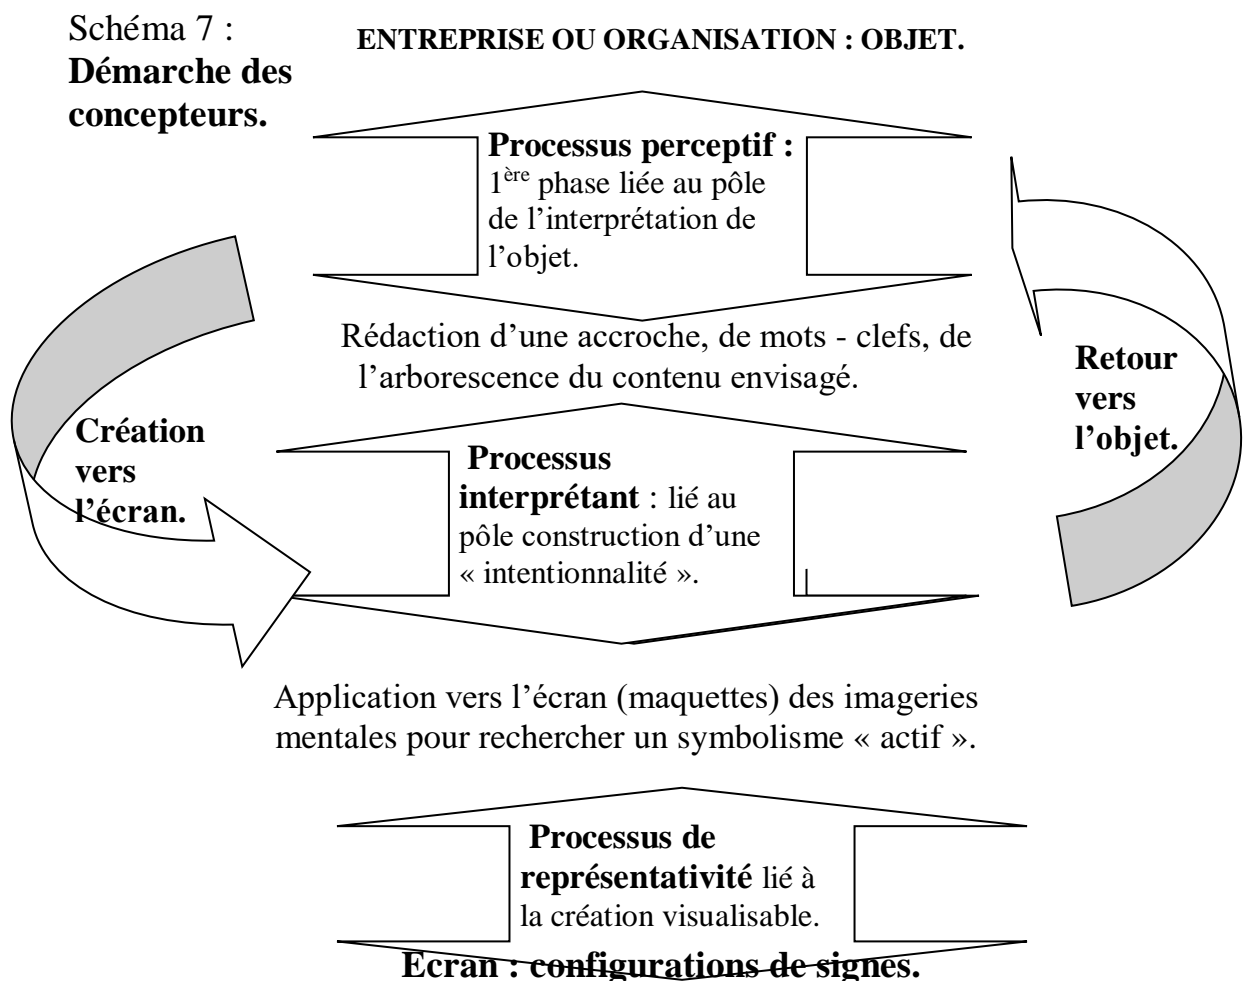 Schéma 7 :
Démarche des
concepteurs.
ENTREPRISE OU ORGANISATION : OBJET.
Processus perceptif :
1ère phase liée au pôle
de l’interprétation de
l’objet.
Rédaction d’une accroche, de mots - clefs, de
l’arborescence du contenu envisagé.
Retour
vers
l’objet.
Création
vers
l’écran.
Processus
interprétant : lié au
pôle construction d’une
« intentionnalité ».
Application vers l’écran (maquettes) des imageries
mentales pour rechercher un symbolisme « actif ».
Processus de
représentativité lié à
la création visualisable.
Ecran : configurations de signes.